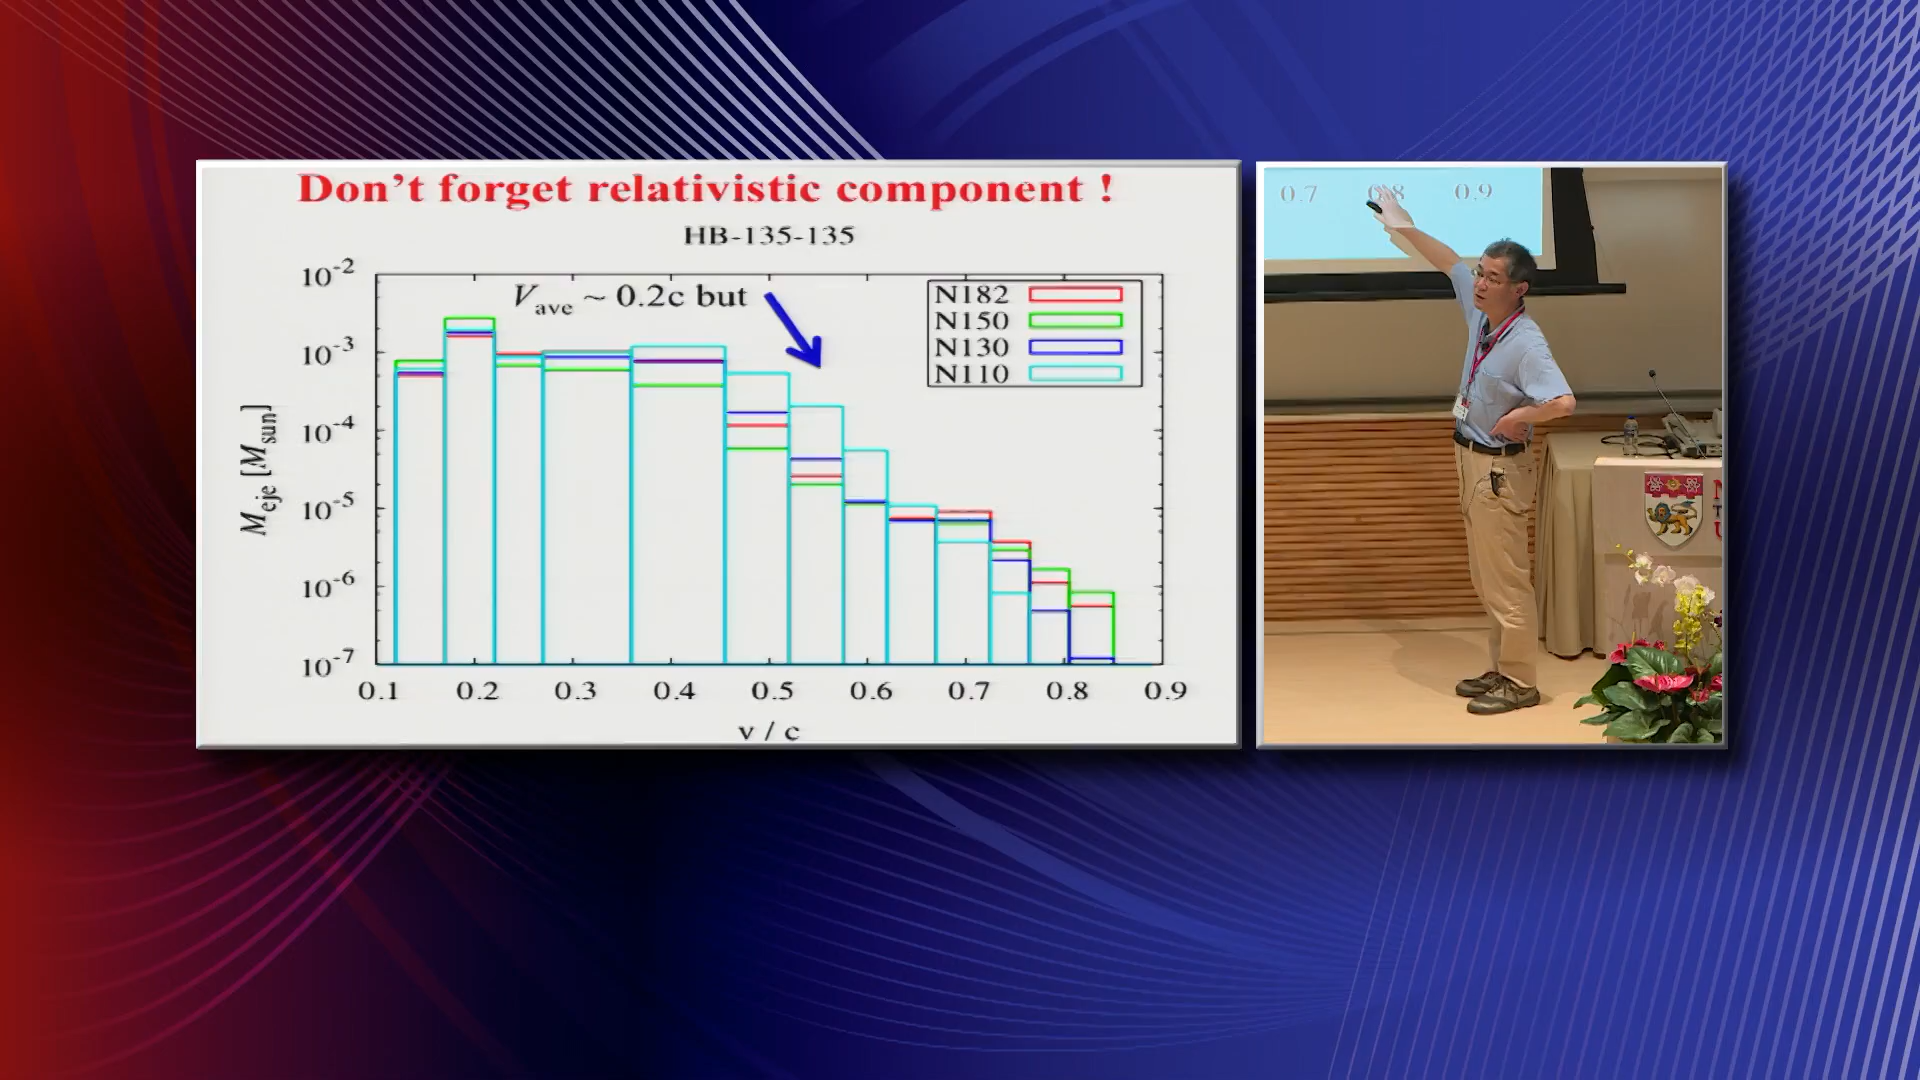 Don't forget relativistic component !
HB-135-135
V_ave ~ 0.2c but
N182
N150
N130
N110
M_eje [M_sun]
10^-2
10^-3
10^-4
10^-5
10^-6
10^-7
0.1 0.2 0.3 0.4 0.5 0.6 0.7 0.8 0.9
v / c
0.7 0.8 0.9
N
T
U